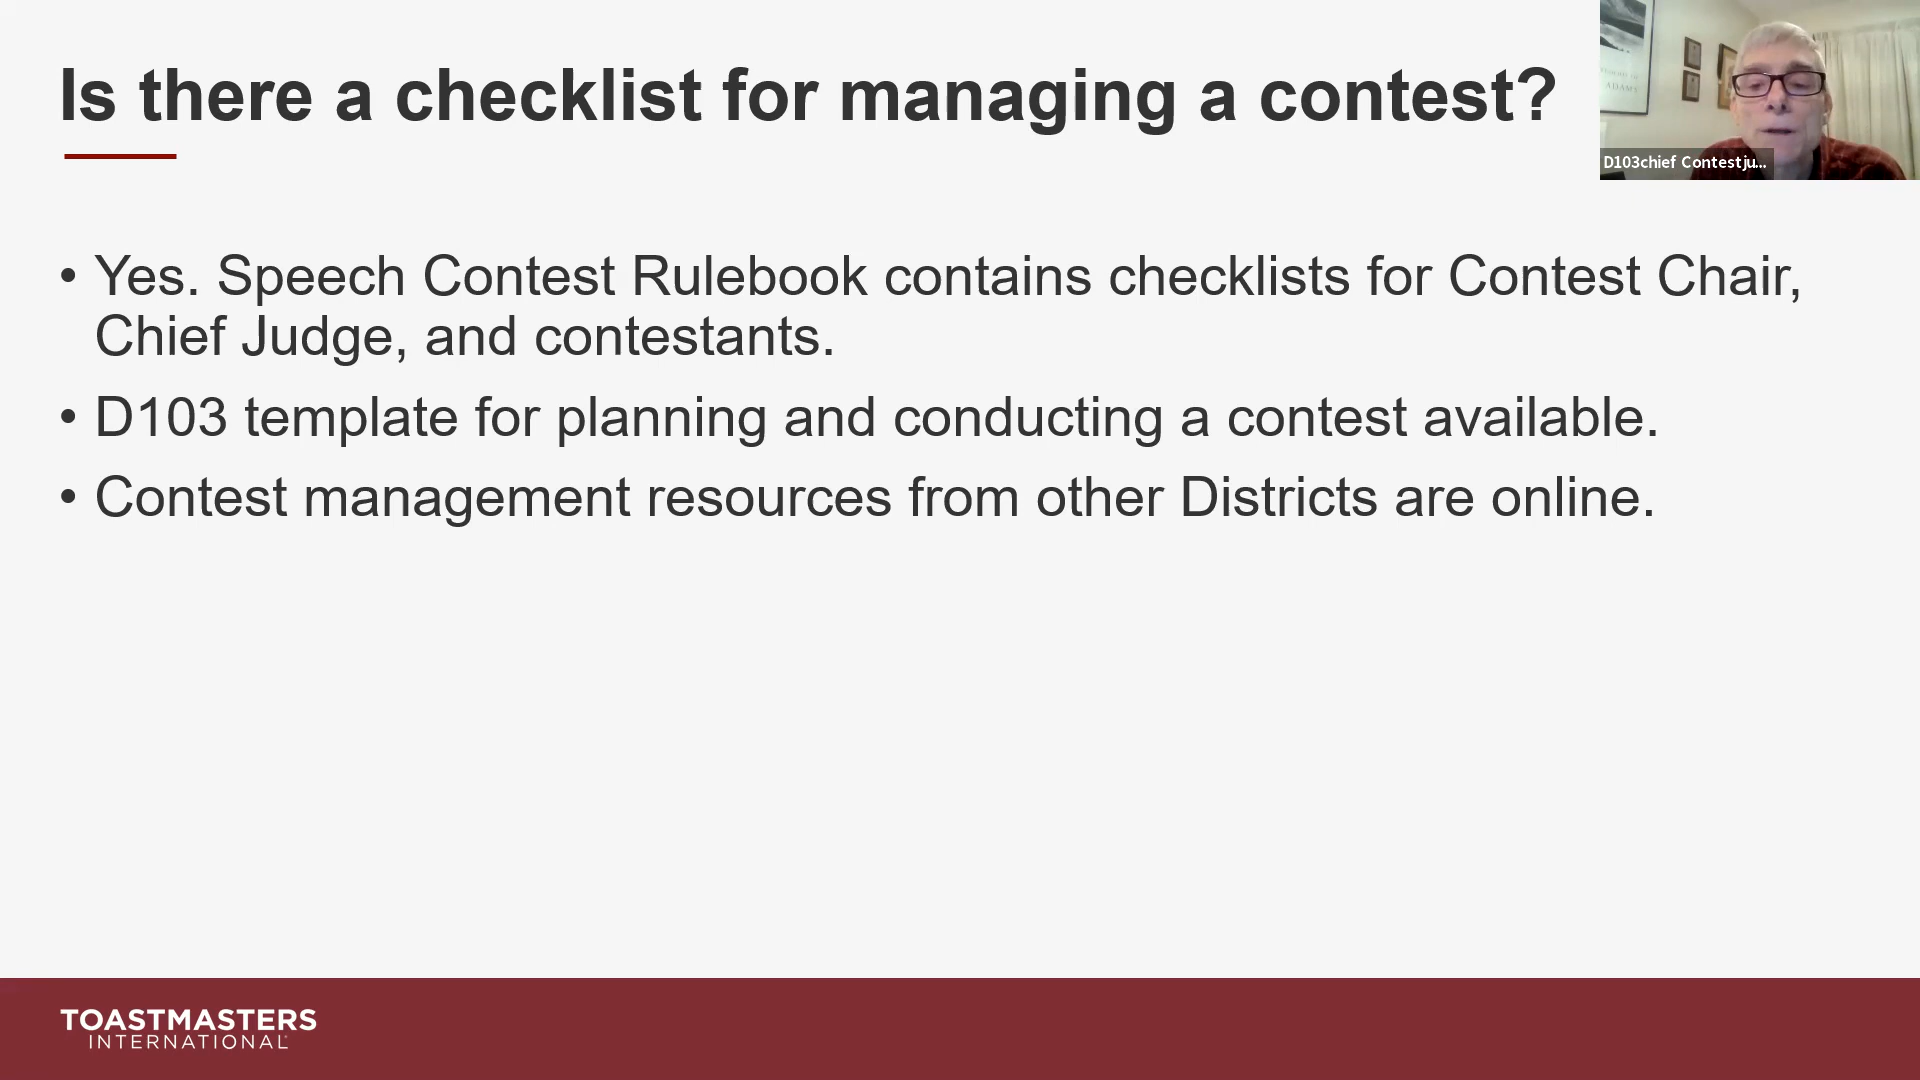 Is there a checklist for managing a contest?
ADAMS
D103chief Contestju...
• Yes. Speech Contest Rulebook contains checklists for Contest Chair,
Chief Judge, and contestants.
• D103 template for planning and conducting a contest available.
• Contest management resources from other Districts are online.
TOASTMASTERS
INTERNATIONAL